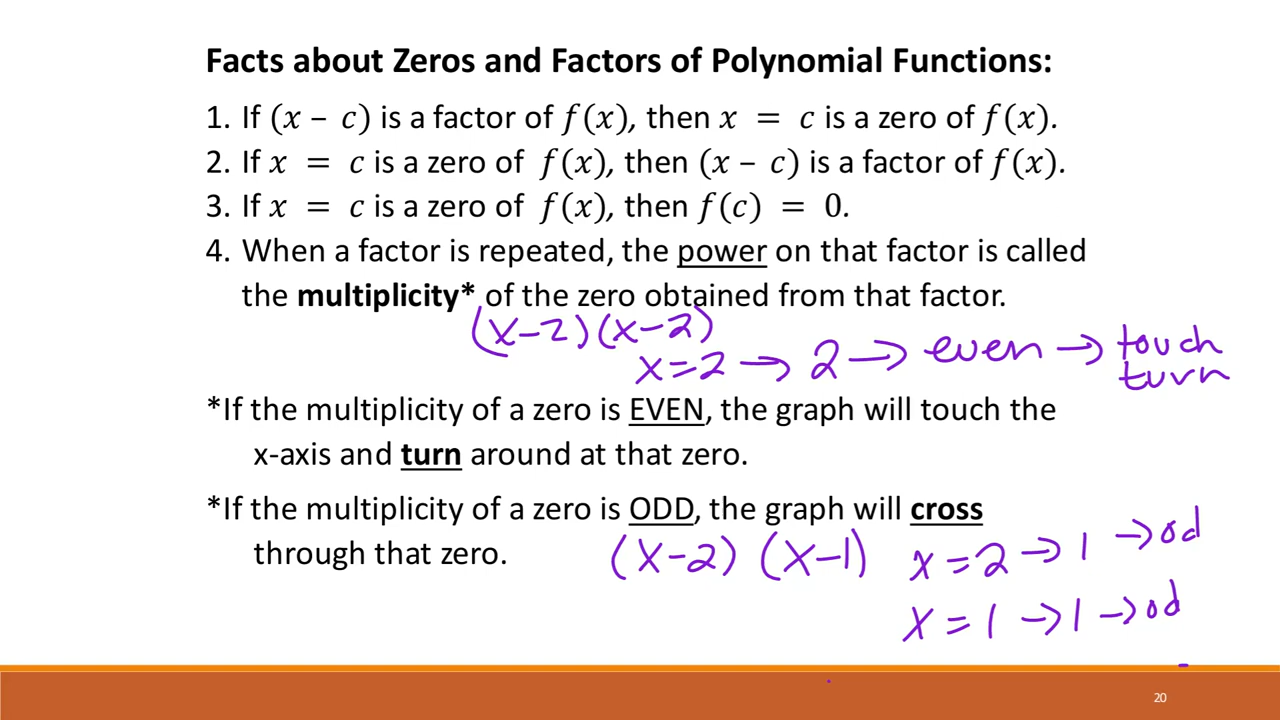 Facts about Zeros and Factors of Polynomial Functions:
1. If (x – c) is a factor of f(x), then x = c is a zero of f(x).
2. If x = c is a zero of f(x), then (x – c) is a factor of f(x).
3. If x = c is a zero of f(x), then f(c) = 0.
4. When a factor is repeated, the power on that factor is called
the multiplicity* of the zero obtained from that factor.
(x-2)(x-2)
x=2 → 2 → even → touch
turn
*If the multiplicity of a zero is EVEN, the graph will touch the
x-axis and turn around at that zero.
*If the multiplicity of a zero is ODD, the graph will cross
through that zero.
(x-2) (x-1) x=2 → 1 → od
x=1 → 1 → od
20